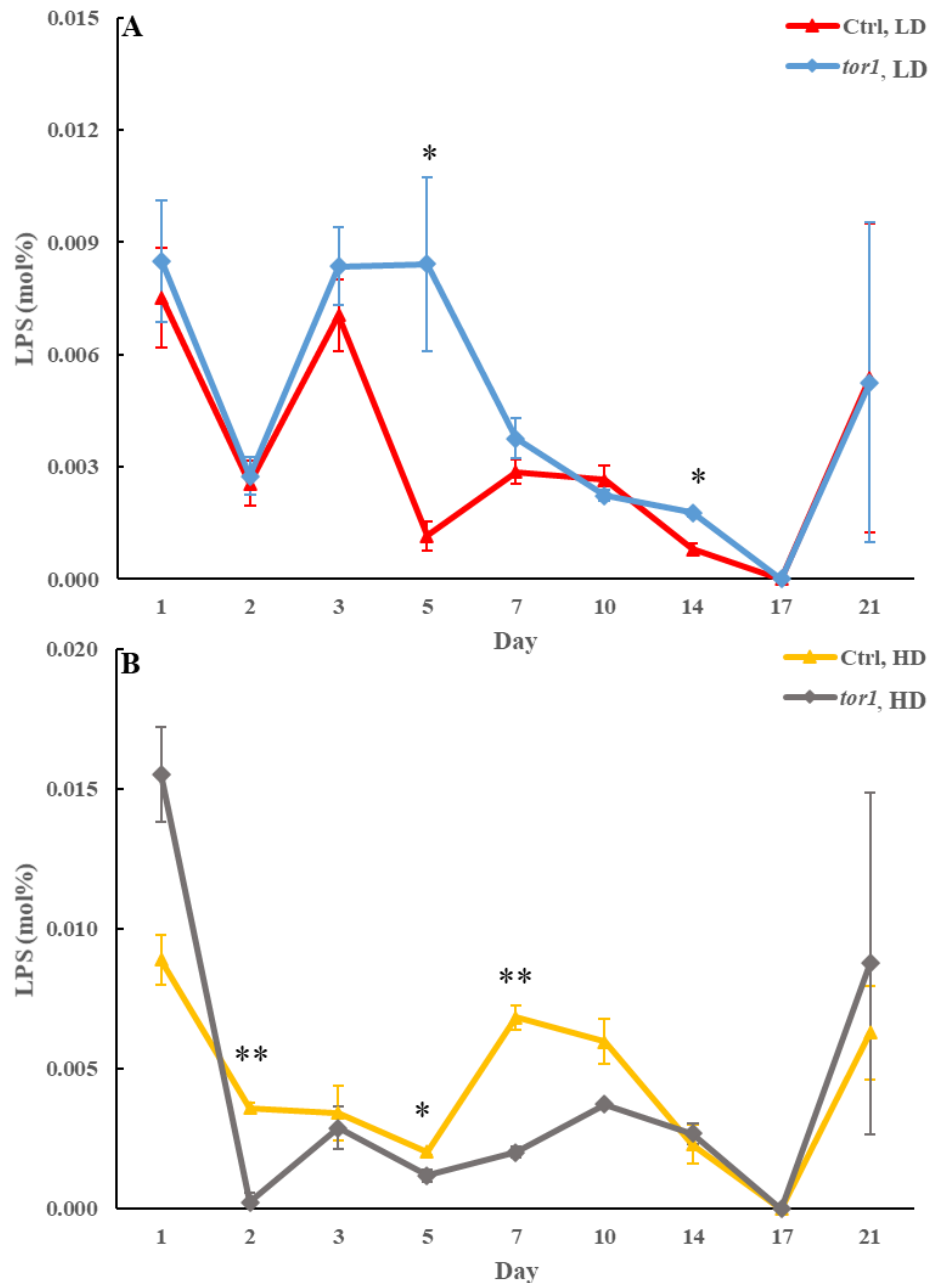 A
Ctrl, LD
tor1, LD
0.015
0.012
0.009
0.006
0.003
0.000
LPS (mol%)
*
*
1 2 3 5 7 10 14 17 21
Day
B
Ctrl, HD
tor1, HD
0.020
0.015
0.010
0.005
0.000
LPS (mol%)
**
*
**
1 2 3 5 7 10 14 17 21